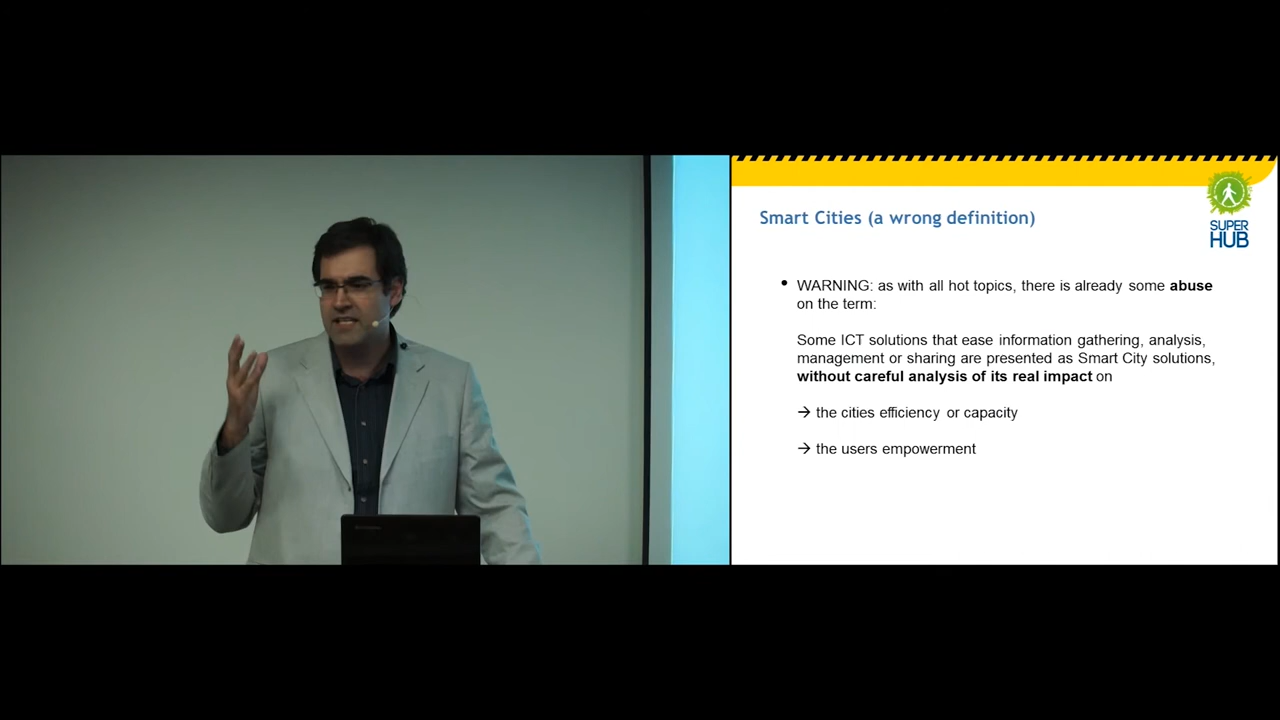 Smart Cities (a wrong definition)
SUPER
HUB
• WARNING: as with all hot topics, there is already some abuse
on the term:
Some ICT solutions that ease information gathering, analysis,
management or sharing are presented as Smart City solutions,
without careful analysis of its real impact on
→ the cities efficiency or capacity
→ the users empowerment